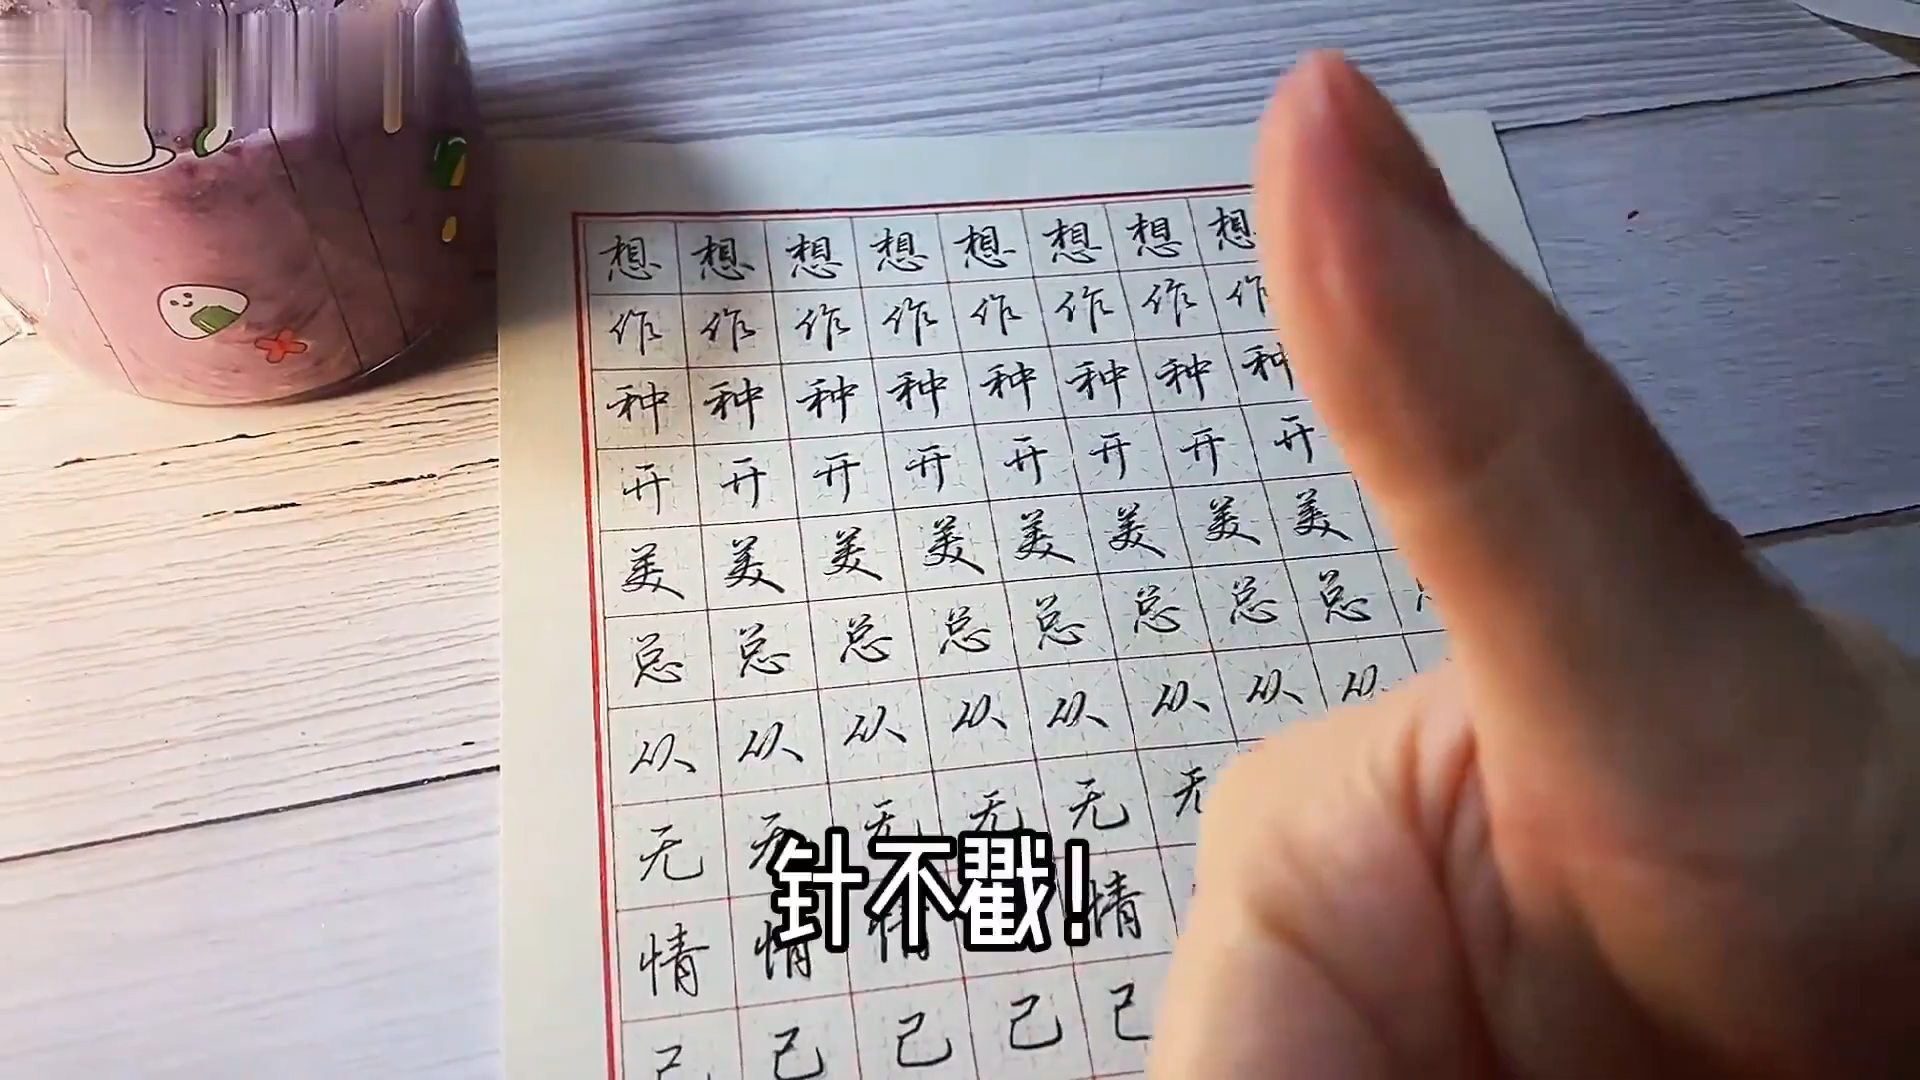 想 想 想 想 想 想 想 想
作 作 作 作 作 作 作 作
种 种 种 种 种 种 种 种
开 开 开 开 开 开 开 开
美 美 美 美 美 美 美 美
总 总 总 总 总 总 总 总
从 从 从 从 从 从 从 从
无 无 无 无 无 无
针不戳!
情 情 情 情
己 己 己 己 己